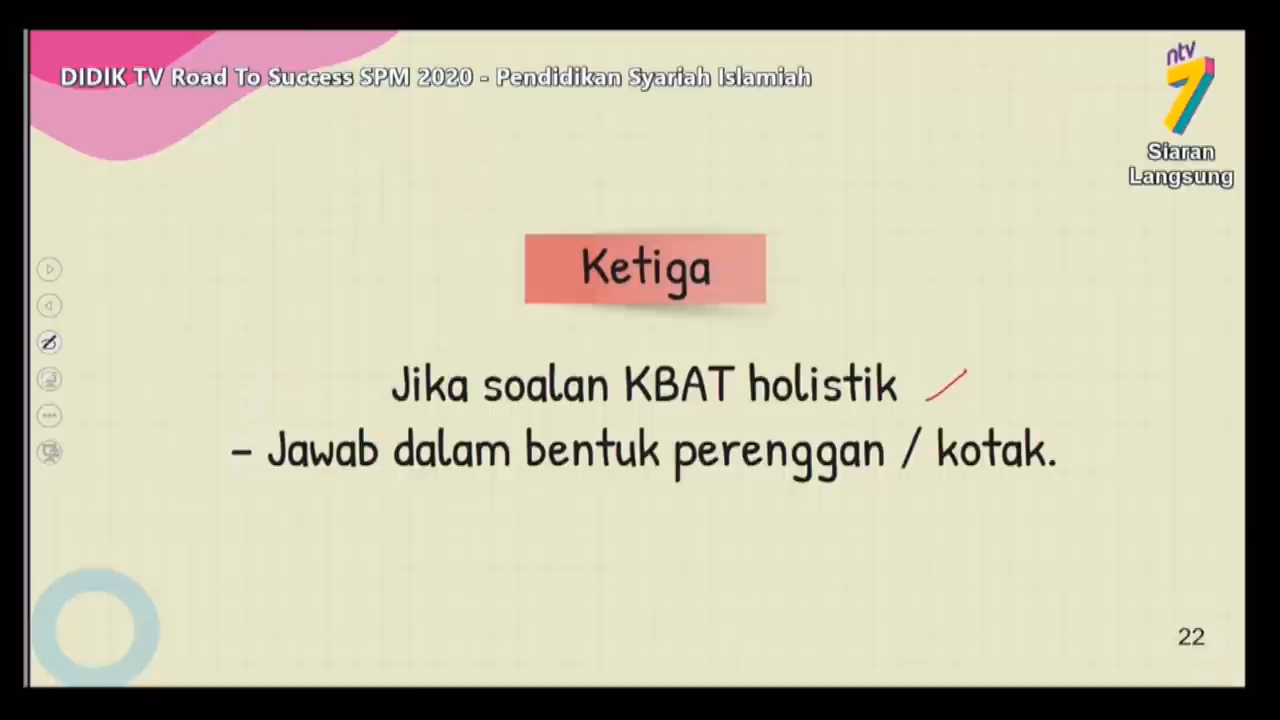 DIDIK TV Road To Success SPM 2020 - Pendidikan Syariah Islamiah
ntv
7
Siaran
Langsung
Ketiga
Jika soalan KBAT holistik
- Jawab dalam bentuk perenggan / kotak.
22